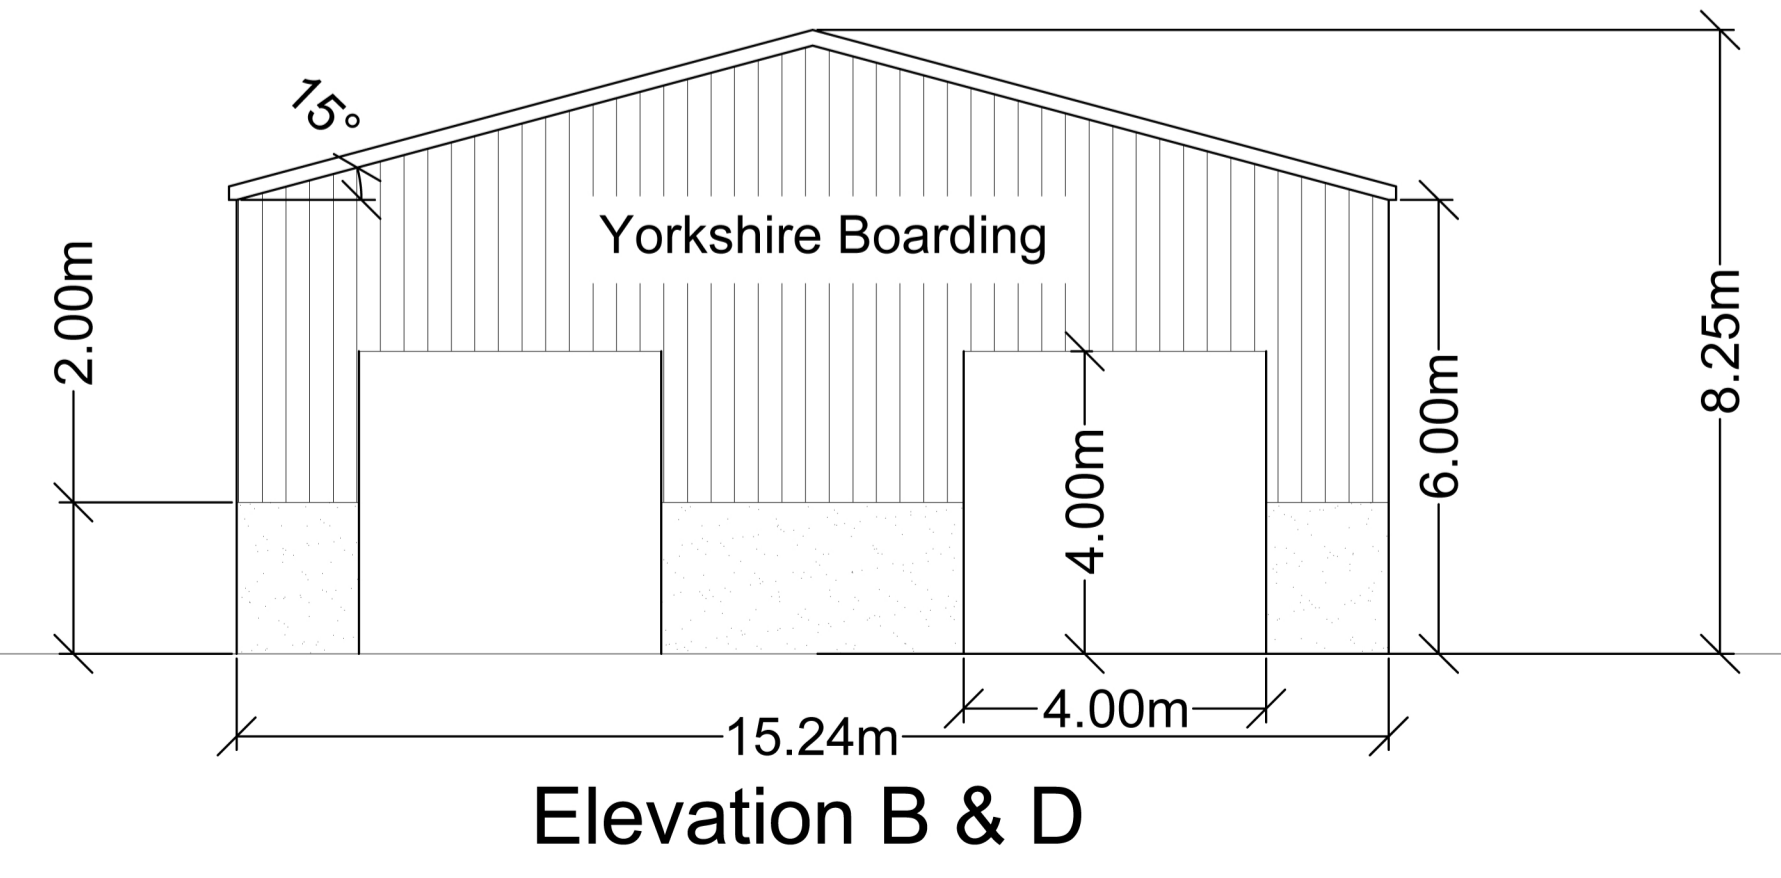 15°
Yorkshire Boarding
2.00m
8.25m
6.00m
4.00m
4.00m
15.24m
Elevation B & D